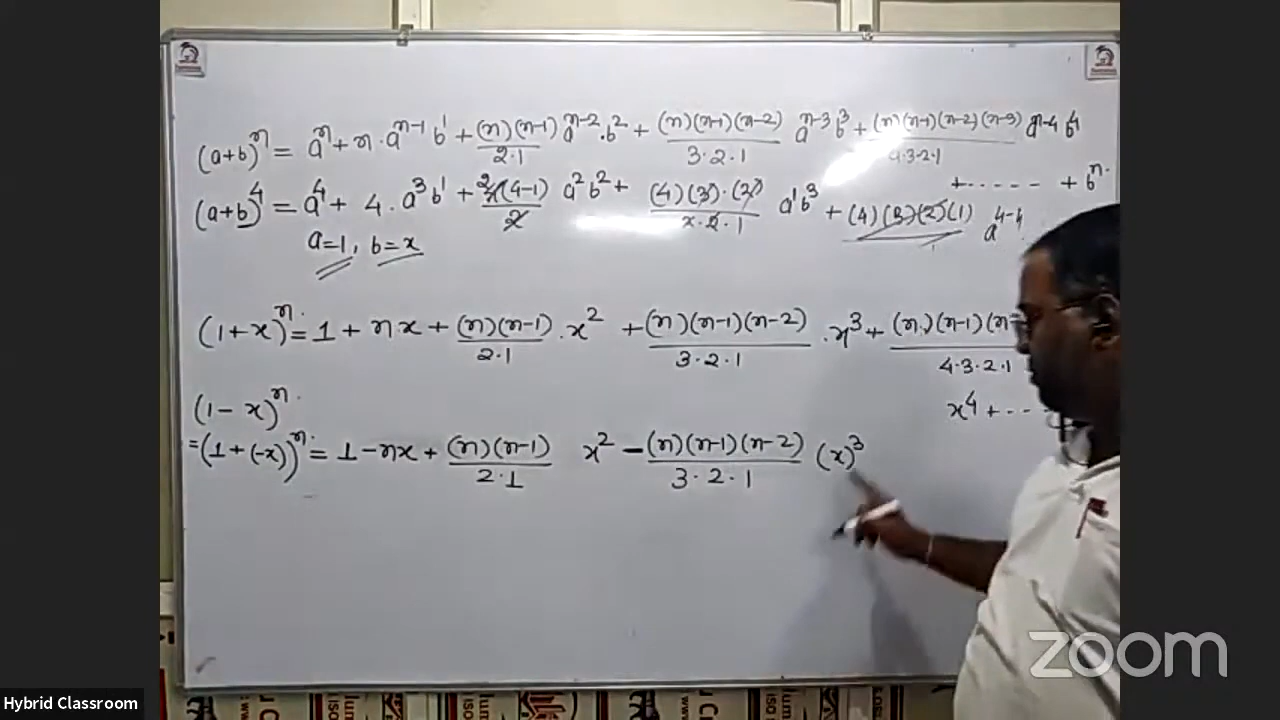 (a+b)^n = a^n + n·a^{n-1} b^1 + (n)(n-1)/2·1 a^{n-2}·b^2 + (n)(n-1)(n-2)/3·2·1 a^{n-3} b^3 + (n)(n-1)(n-2)(n-3)/4·3·2·1 a^{n-4} b^4
+ ..... + b^n.
(a+b)^4 = a^4 + 4·a^3 b^1 + (4-1)/2 a^2 b^2 + (4)(3)·(2)/ 2·1 a^1 b^3 + (4)(3)(2)(1) a^{4-4}
a=1, b=x
(1+x)^n = 1 + nx + (n)(n-1)/2·1 ·x^2 + (n)(n-1)(n-2)/3·2·1 ·x^3 + (n)(n-1)(n-/4·3·2·1
x^4 + ...
(1-x)^n
=(1+(-x))^n = 1 - nx + (n)(n-1)/2·1 x^2 - (n)(n-1)(n-2)/3·2·1 (x)^3
zoom
Hybrid Classroom